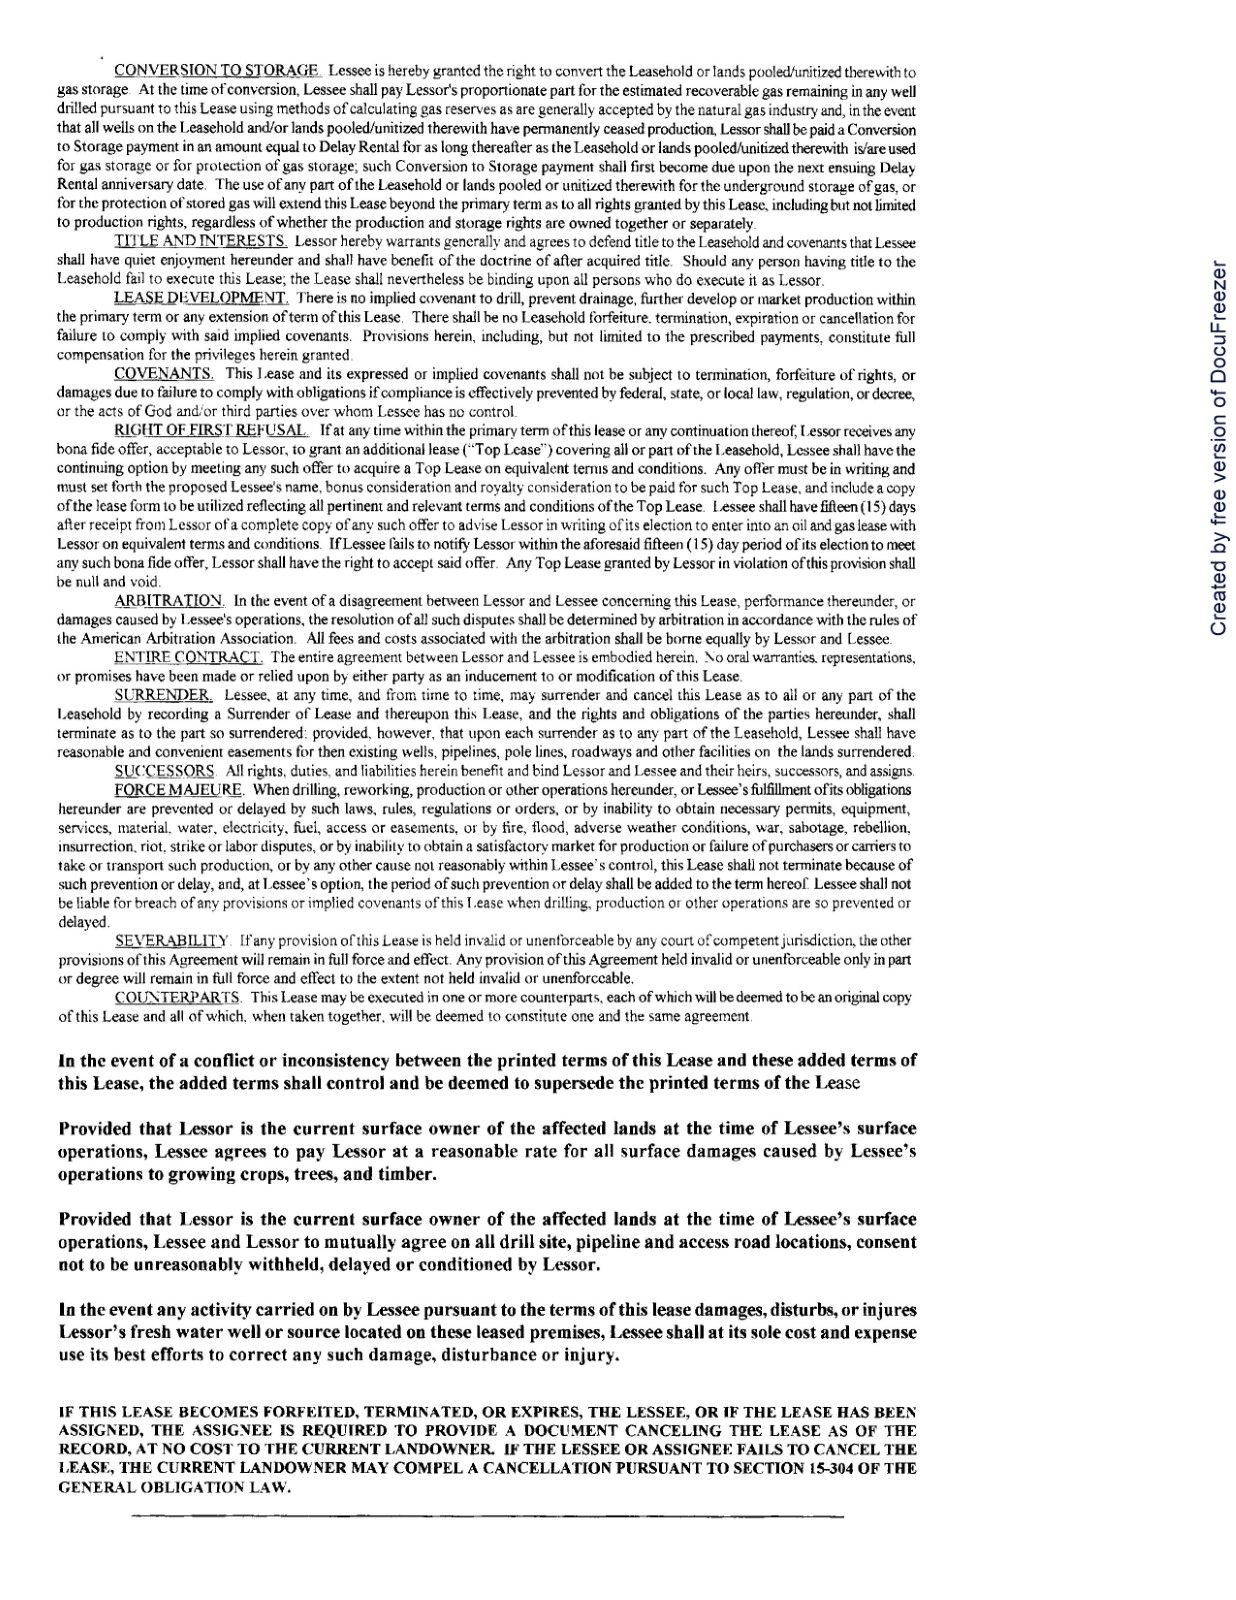 CONVERSION TO STORAGE. Lessee is hereby granted the right to convert the Leasehold or lands pooled/unitized therewith to
gas storage. At the time of conversion, Lessee shall pay Lessor's proportionate part for the estimated recoverable gas remaining in any well
drilled pursuant to this Lease using methods of calculating gas reserves as are generally accepted by the natural gas industry and, in the event
that all wells on the Leasehold and/or lands pooled/unitized therewith have permanently ceased production, Lessor shall be paid a Conversion
to Storage payment in an amount equal to Delay Rental for as long thereafter as the Leasehold or lands pooled/unitized therewith is/are used
for gas storage or for protection of gas storage; such Conversion to Storage payment shall first become due upon the next ensuing Delay
Rental anniversary date. The use of any part of the Leasehold or lands pooled or unitized therewith for the underground storage of gas, or
for the protection of stored gas will extend this Lease beyond the primary term as to all rights granted by this Lease, including but not limited
to production rights, regardless of whether the production and storage rights are owned together or separately.
TITLE AND INTERESTS. Lessor hereby warrants generally and agrees to defend title to the Leasehold and covenants that Lessee
shall have quiet enjoyment hereunder and shall have benefit of the doctrine of after acquired title. Should any person having title to the
Leasehold fail to execute this Lease; the Lease shall nevertheless be binding upon all persons who do execute it as Lessor.
LEASE DEVELOPMENT. There is no implied covenant to drill, prevent drainage, further develop or market production within
the primary term or any extension of term of this Lease. There shall be no Leasehold forfeiture, termination, expiration or cancellation for
failure to comply with said implied covenants. Provisions herein, including, but not limited to the prescribed payments, constitute full
compensation for the privileges herein granted.
COVENANTS. This Lease and its expressed or implied covenants shall not be subject to termination, forfeiture of rights, or
damages due to failure to comply with obligations if compliance is effectively prevented by federal, state, or local law, regulation, or decree,
or the acts of God and/or third parties over whom Lessee has no control.
RIGHT OF FIRST REFUSAL. If at any time within the primary term of this lease or any continuation thereof, Lessor receives any
bona fide offer, acceptable to Lessor, to grant an additional lease ("Top Lease") covering all or part of the Leasehold, Lessee shall have the
continuing option by meeting any such offer to acquire a Top Lease on equivalent terms and conditions. Any offer must be in writing and
must set forth the proposed Lessee's name, bonus consideration and royalty consideration to be paid for such Top Lease, and include a copy
of the lease form to be utilized reflecting all pertinent and relevant terms and conditions of the Top Lease. Lessee shall have fifteen (15) days
after receipt from Lessor of a complete copy of any such offer to advise Lessor in writing of its election to enter into an oil and gas lease with
Lessor on equivalent terms and conditions. If Lessee fails to notify Lessor within the aforesaid fifteen (15) day period of its election to meet
any such bona fide offer, Lessor shall have the right to accept said offer. Any Top Lease granted by Lessor in violation of this provision shall
be null and void.
ARBITRATION. In the event of a disagreement between Lessor and Lessee concerning this Lease, performance thereunder, or
damages caused by Lessee's operations, the resolution of all such disputes shall be determined by arbitration in accordance with the rules of
the American Arbitration Association. All fees and costs associated with the arbitration shall be borne equally by Lessor and Lessee.
ENTIRE CONTRACT. The entire agreement between Lessor and Lessee is embodied herein. No oral warranties, representations,
or promises have been made or relied upon by either party as an inducement to or modification of this Lease.
SURRENDER. Lessee, at any time, and from time to time, may surrender and cancel this Lease as to all or any part of the
Leasehold by recording a Surrender of Lease and thereupon this Lease, and the rights and obligations of the parties hereunder, shall
terminate as to the part so surrendered; provided, however, that upon each surrender as to any part of the Leasehold, Lessee shall have
reasonable and convenient easements for then existing wells, pipelines, pole lines, roadways and other facilities on the lands surrendered.
SUCCESSORS. All rights, duties, and liabilities herein benefit and bind Lessor and Lessee and their heirs, successors, and assigns.
FORCE MAJEURE. When drilling, reworking, production or other operations hereunder, or Lessee's fulfillment of its obligations
hereunder are prevented or delayed by such laws, rules, regulations or orders, or by inability to obtain necessary permits, equipment,
services, material, water, electricity, fuel, access or easements, or by fire, flood, adverse weather conditions, war, sabotage, rebellion,
insurrection, riot, strike or labor disputes, or by inability to obtain a satisfactory market for production or failure of purchasers or carriers to
take or transport such production, or by any other cause not reasonably within Lessee's control, this Lease shall not terminate because of
such prevention or delay, and, at Lessee's option, the period of such prevention or delay shall be added to the term hereof. Lessee shall not
be liable for breach of any provisions or implied covenants of this Lease when drilling, production or other operations are so prevented or
delayed.
SEVERABILITY. If any provision of this Lease is held invalid or unenforceable by any court of competent jurisdiction, the other
provisions of this Agreement will remain in full force and effect. Any provision of this Agreement held invalid or unenforceable only in part
or degree will remain in full force and effect to the extent not held invalid or unenforceable.
COUNTERPARTS. This Lease may be executed in one or more counterparts, each of which will be deemed to be an original copy
of this Lease and all of which, when taken together, will be deemed to constitute one and the same agreement.
In the event of a conflict or inconsistency between the printed terms of this Lease and these added terms of
this Lease, the added terms shall control and be deemed to supersede the printed terms of the Lease
Provided that Lessor is the current surface owner of the affected lands at the time of Lessee's surface
operations, Lessee agrees to pay Lessor at a reasonable rate for all surface damages caused by Lessee's
operations to growing crops, trees, and timber.
Provided that Lessor is the current surface owner of the affected lands at the time of Lessee's surface
operations, Lessee and Lessor to mutually agree on all drill site, pipeline and access road locations, consent
not to be unreasonably withheld, delayed or conditioned by Lessor.
In the event any activity carried on by Lessee pursuant to the terms of this lease damages, disturbs, or injures
Lessor's fresh water well or source located on these leased premises, Lessee shall at its sole cost and expense
use its best efforts to correct any such damage, disturbance or injury.
IF THIS LEASE BECOMES FORFEITED, TERMINATED, OR EXPIRES, THE LESSEE, OR IF THE LEASE HAS BEEN
ASSIGNED, THE ASSIGNEE IS REQUIRED TO PROVIDE A DOCUMENT CANCELING THE LEASE AS OF THE
RECORD, AT NO COST TO THE CURRENT LANDOWNER. IF THE LESSEE OR ASSIGNEE FAILS TO CANCEL THE
LEASE, THE CURRENT LANDOWNER MAY COMPEL A CANCELLATION PURSUANT TO SECTION 15-304 OF THE
GENERAL OBLIGATION LAW.
Created by free version of DocuFreezer